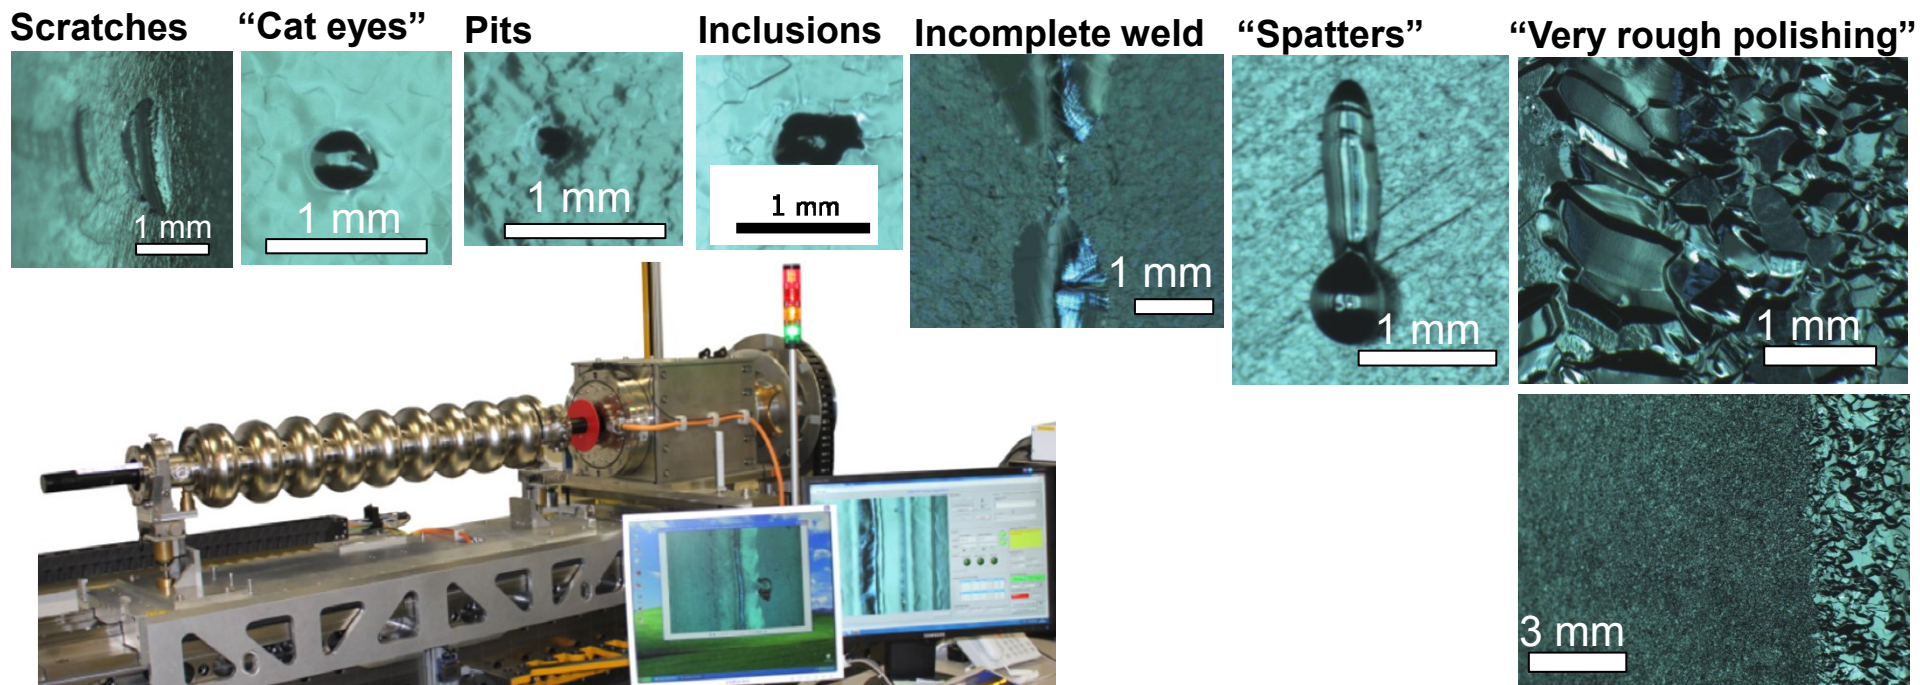 Scratches
“Cat eyes”
Pits
Inclusions
Incomplete weld
“Spatters”
“Very rough polishing”
1 mm
1 mm
1 mm
1 mm
1 mm
1 mm
1 mm
3 mm